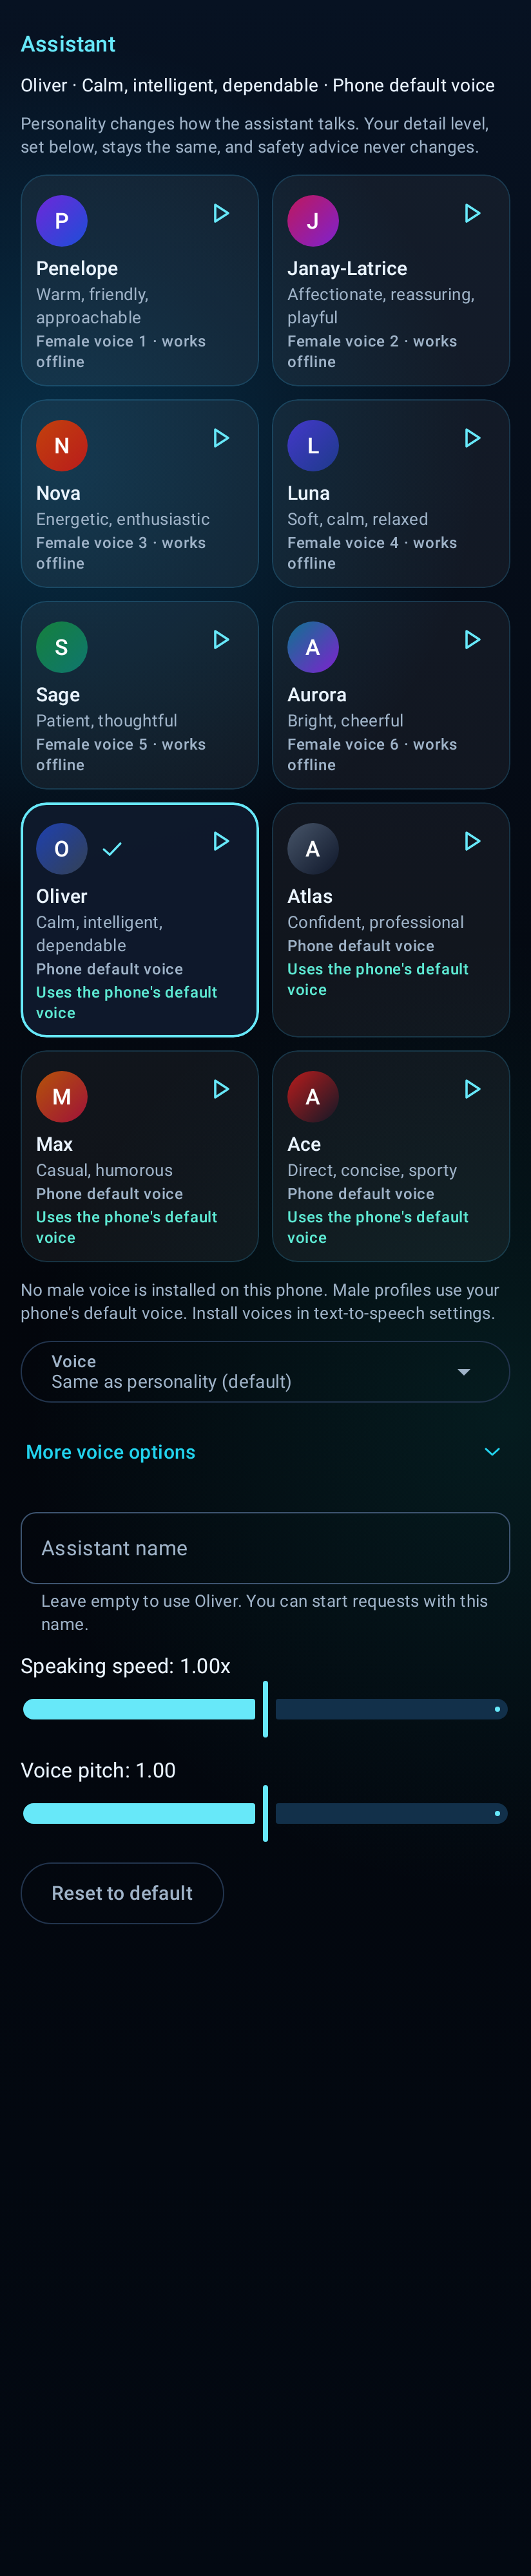 Assistant
Oliver · Calm, intelligent, dependable · Phone default voice
Personality changes how the assistant talks. Your detail level,
set below, stays the same, and safety advice never changes.
P
Penelope
Warm, friendly,
approachable
Female voice 1 · works
offline
J
Janay-Latrice
Affectionate, reassuring,
playful
Female voice 2 · works
offline
N
Nova
Energetic, enthusiastic
Female voice 3 · works
offline
L
Luna
Soft, calm, relaxed
Female voice 4 · works
offline
S
Sage
Patient, thoughtful
Female voice 5 · works
offline
A
Aurora
Bright, cheerful
Female voice 6 · works
offline
O
Oliver
Calm, intelligent,
dependable
Phone default voice
Uses the phone's default
voice
A
Atlas
Confident, professional
Phone default voice
Uses the phone's default
voice
M
Max
Casual, humorous
Phone default voice
Uses the phone's default
voice
A
Ace
Direct, concise, sporty
Phone default voice
Uses the phone's default
voice
No male voice is installed on this phone. Male profiles use your
phone's default voice. Install voices in text-to-speech settings.
Voice
Same as personality (default)
More voice options
Assistant name
Leave empty to use Oliver. You can start requests with this
name.
Speaking speed: 1.00x
Voice pitch: 1.00
Reset to default